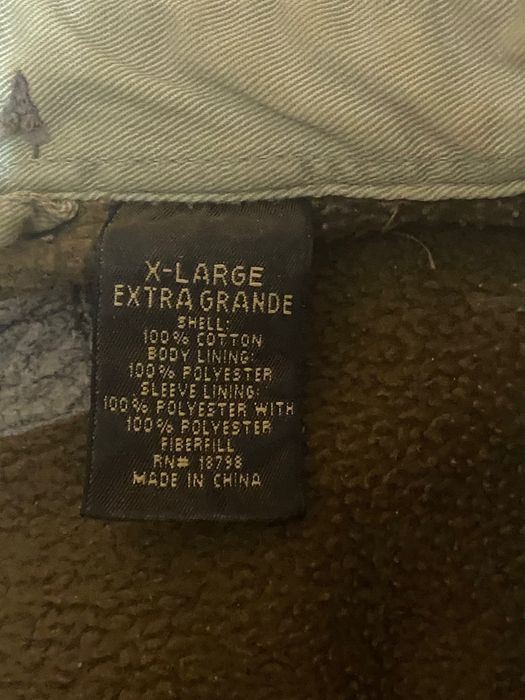 X-LARGE
EXTRA GRANDE
SHELL:
100% COTTON
BODY LINING:
100% POLYESTER
SLEEVE LINING:
100% POLYESTER WITH
100% POLYESTER
FIBERFILL
RN# 18798
MADE IN CHINA